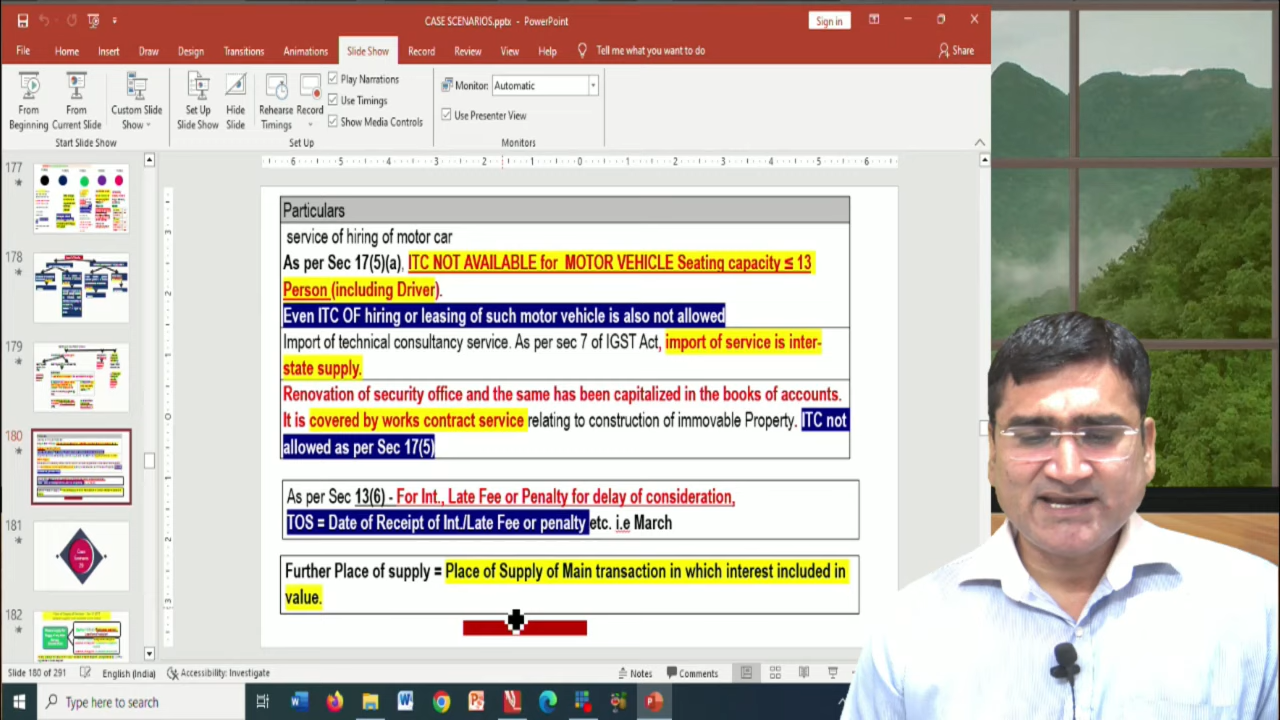 CASE SCENARIOS.pptx - PowerPoint
Sign in
File Home Insert Draw Design Transitions Animations Slide Show Record Review View Help Tell me what you want to do Share
From Beginning
From Current Slide
Custom Slide Show
Set Up Slide Show
Hide Slide
Rehearse Timings
Record
Play Narrations
Use Timings
Show Media Controls
Monitor: Automatic
Use Presenter View
Start Slide Show
Set Up
Monitors
177
178
179
180
181
182
Particulars
service of hiring of motor car
As per Sec 17(5)(a), ITC NOT AVAILABLE for MOTOR VEHICLE Seating capacity ≤ 13
Person (including Driver).
Even ITC OF hiring or leasing of such motor vehicle is also not allowed
Import of technical consultancy service. As per sec 7 of IGST Act, import of service is inter-
state supply.
Renovation of security office and the same has been capitalized in the books of accounts.
It is covered by works contract service relating to construction of immovable Property. ITC not
allowed as per Sec 17(5)
As per Sec 13(6) - For Int., Late Fee or Penalty for delay of consideration,
TOS = Date of Receipt of Int./Late Fee or penalty etc. i.e March
Further Place of supply = Place of Supply of Main transaction in which interest included in
value.
Slide 180 of 291 English (India) Accessibility: Investigate Notes Comments
Type here to search